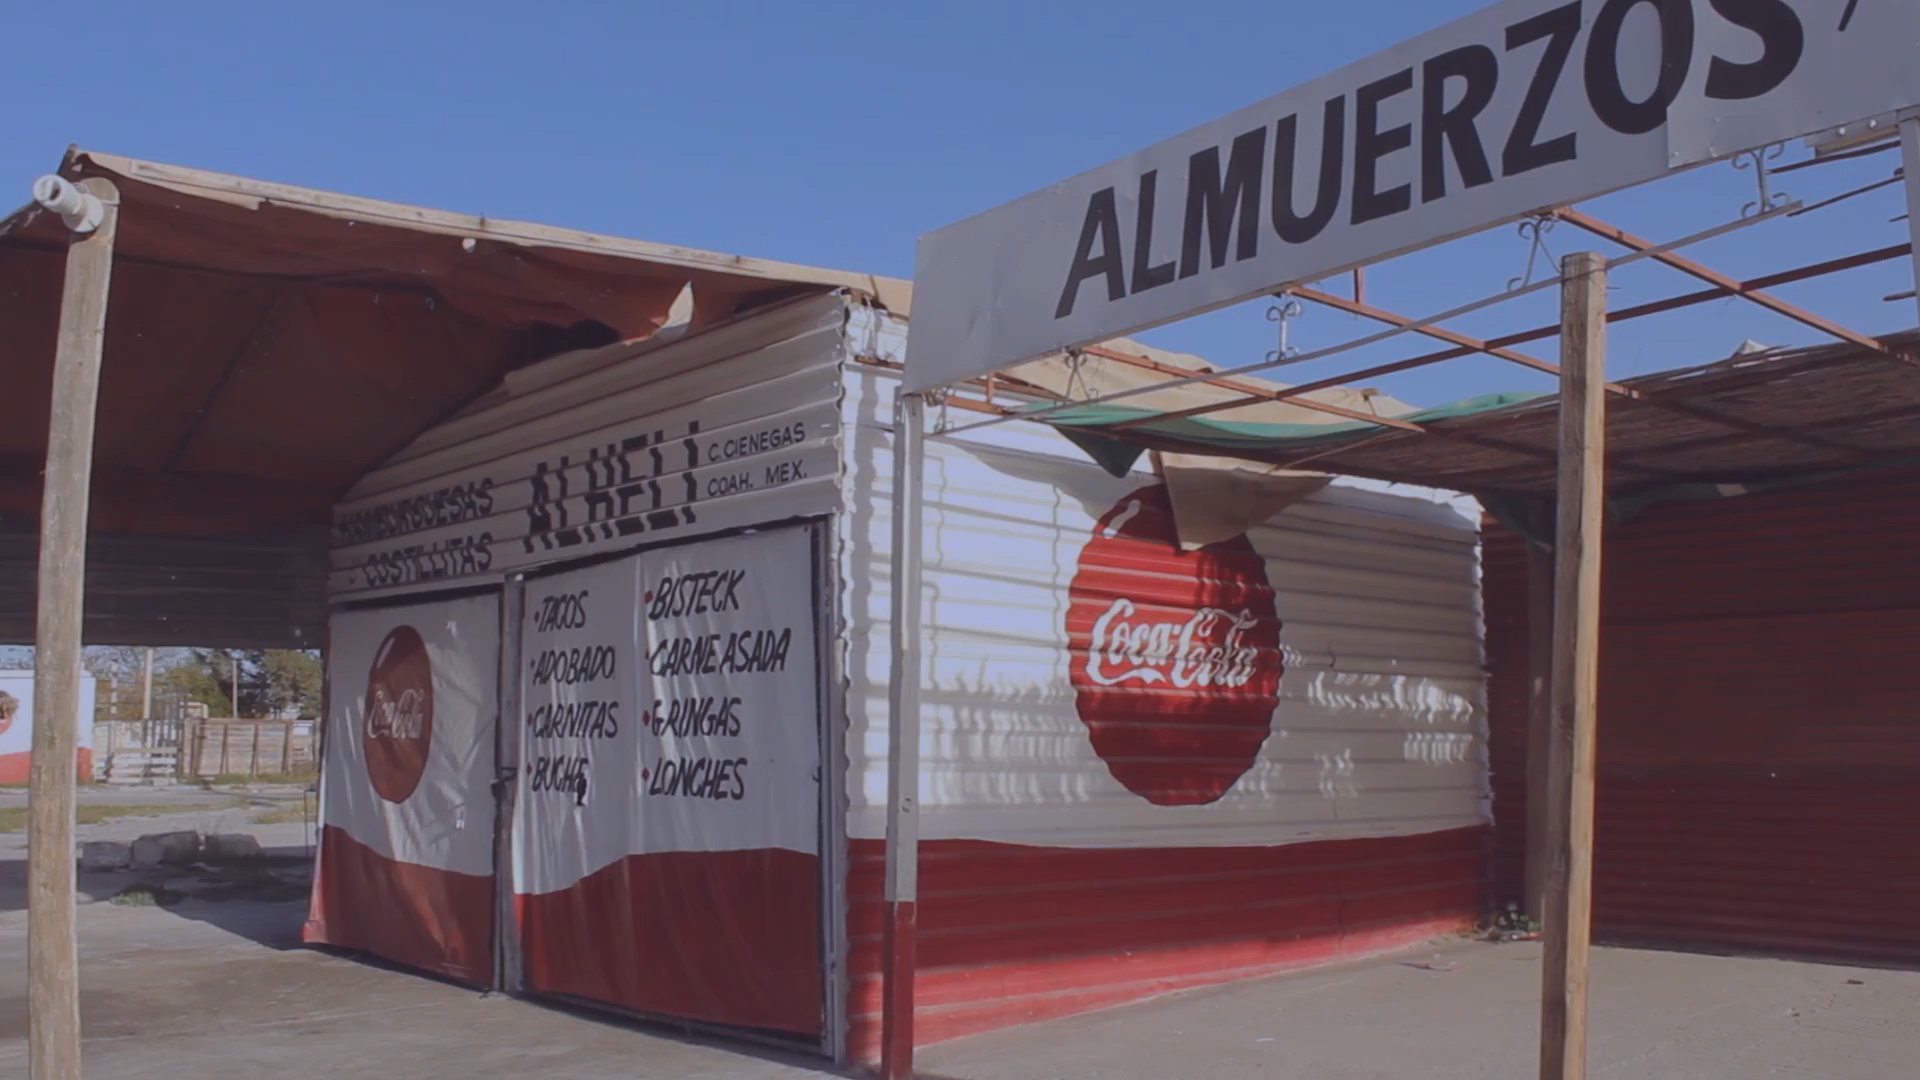 ALMUERZOS
HAMBURGUESAS
COSTILLITAS
ALHELI
C.CIENEGAS
COAH. MEX.
Coca-Cola
•TACOS
•ADOBADO
•CARNITAS
•BUCHE
•BISTECK
•CARNE ASADA
•GRINGAS
•LONCHES
Coca-Cola